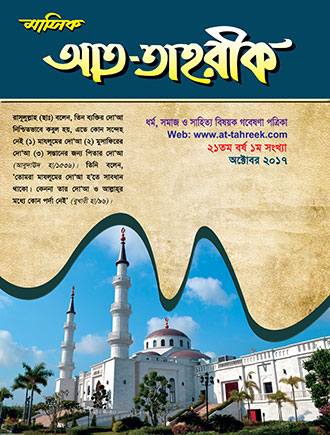 মাসিক
আত-তাহরীক
রাসূলুল্লাহ (ছাঃ) বলেন, তিন ব্যক্তির দো'আ
নিশ্চিতভাবে কবুল হয়, এতে কোন সন্দেহ
নেই (১) মাযলূমের দো'আ (২) মুসাফিরের
দো'আ (৩) সন্তানের জন্য পিতার দো'আ
(আবুদাঊদ হা/১৫৩৬)। তিনি বলেন,
'তোমরা মাযলূমের দো'আ হ'তে সাবধান
থাকো। কেননা তার দো'আ ও আল্লাহ্‌র
মধ্যে কোন পর্দা নেই' (বুখারী হা/৯৬)।
ধর্ম, সমাজ ও সাহিত্য বিষয়ক গবেষণা পত্রিকা
Web: www.at-tahreek.com
২১তম বর্ষ ১ম সংখ্যা
অক্টোবর ২০১৭